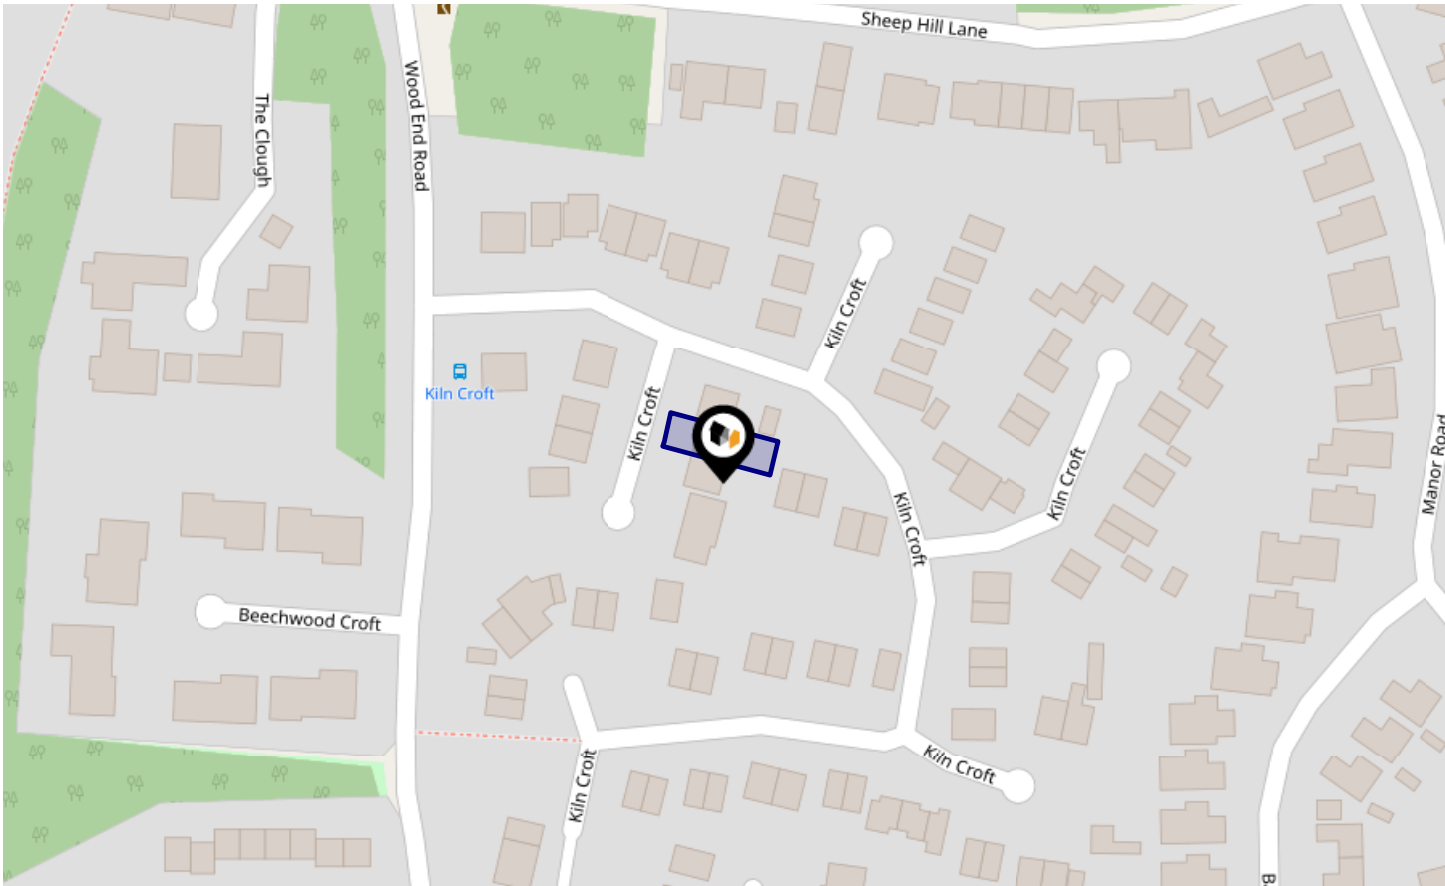 Sheep Hill Lane
Wood End Road
The Clough
Kiln Croft
Kiln Croft
Kiln Croft
Manor Road
Kiln Croft
Kiln Croft
Beechwood Croft
Kiln Croft
Kiln Croft